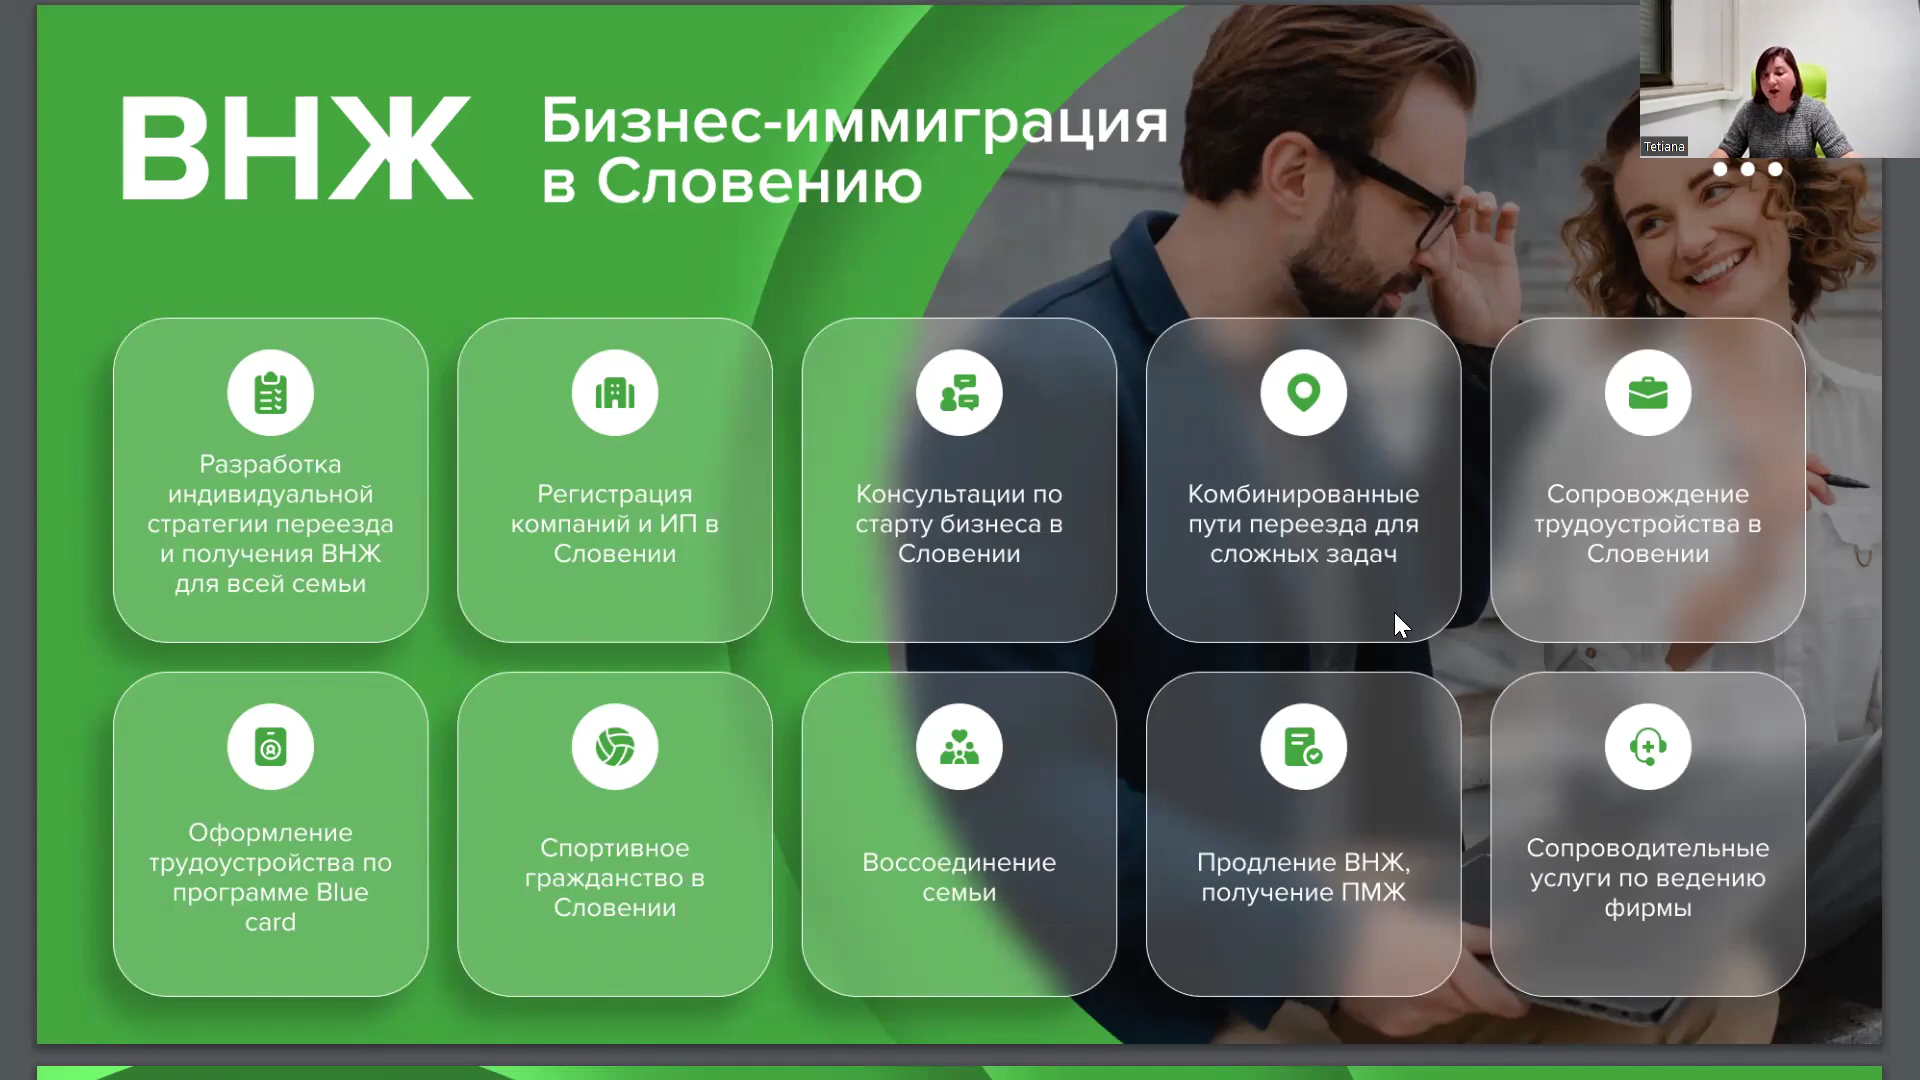 ВНЖ
Бизнес-иммиграция
в Словению
Tetiana
Разработка
индивидуальной
стратегии переезда
и получения ВНЖ
для всей семьи
Регистрация
компаний и ИП в
Словении
Консультации по
старту бизнеса в
Словении
Комбинированные
пути переезда для
сложных задач
Сопровождение
трудоустройства в
Словении
Оформление
трудоустройства по
программе Blue
card
Спортивное
гражданство в
Словении
Воссоединение
семьи
Продление ВНЖ,
получение ПМЖ
Сопроводительные
услуги по ведению
фирмы